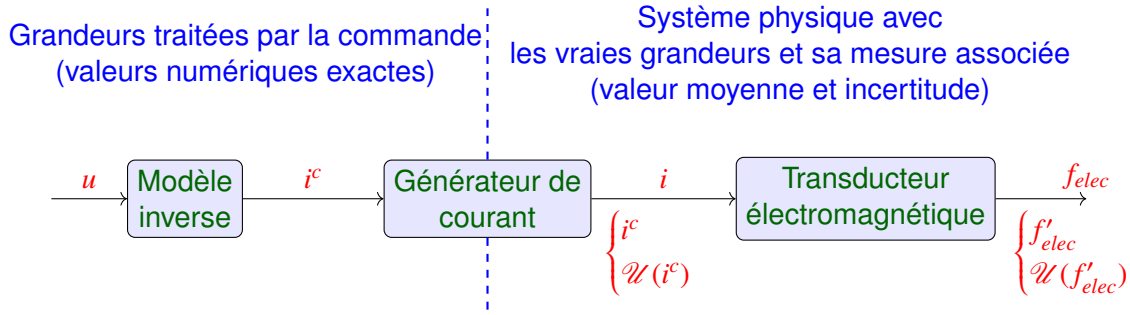 Grandeurs traitées par la commande
(valeurs numériques exactes)
Système physique avec
les vraies grandeurs et sa mesure associée
(valeur moyenne et incertitude)
u
Modèle
inverse
i^c
Générateur de
courant
i
{ i^c
𝒰(i^c)
Transducteur
électromagnétique
f_elec
{ f'_elec
𝒰(f'_elec)